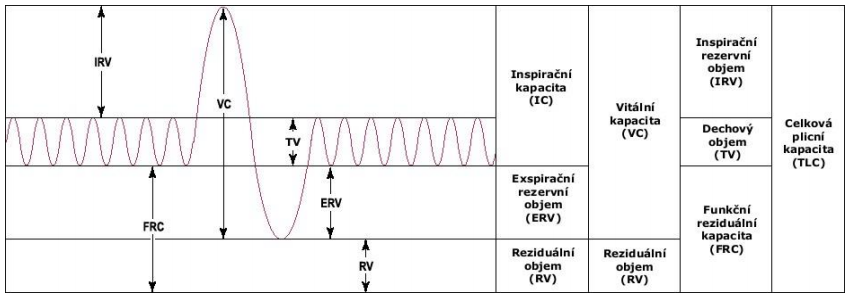 IRV
VC
TV
ERV
FRC
RV
Inspirační
kapacita
(IC)
Exspirační
rezervní
objem
(ERV)
Reziduální
objem
(RV)
Vitální
kapacita
(VC)
Reziduální
objem
(RV)
Inspirační
rezervní
objem
(IRV)
Dechový
objem
(TV)
Funkční
reziduální
kapacita
(FRC)
Celková
plicní
kapacita
(TLC)